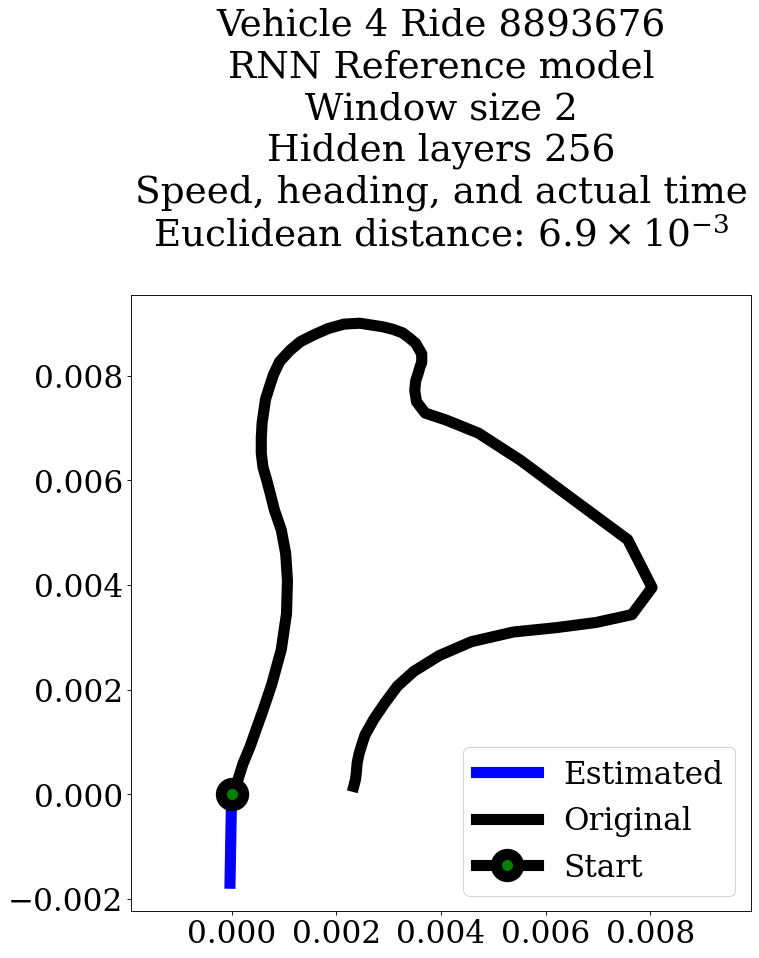 Vehicle 4 Ride 8893676
RNN Reference model
Window size 2
Hidden layers 256
Speed, heading, and actual time
Euclidean distance: 6.9 × 10⁻³
0.008
0.006
0.004
0.002
0.000
−0.002
Estimated
Original
Start
0.000 0.002 0.004 0.006 0.008